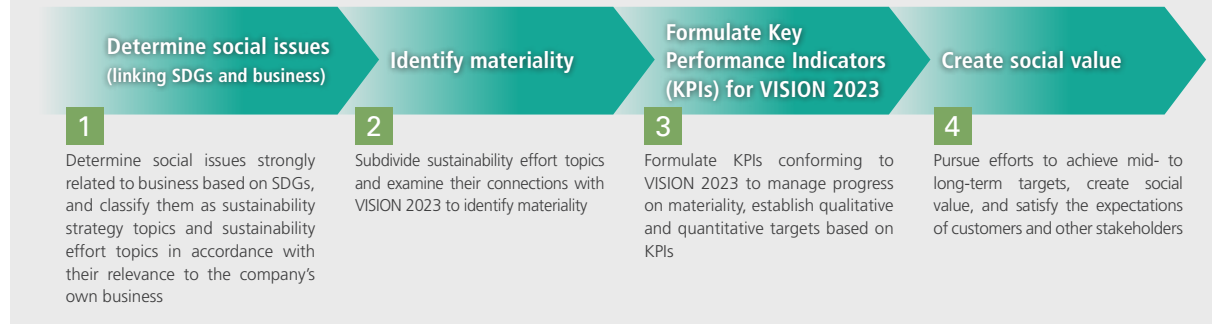 Determine social issues
(linking SDGs and business)
Identify materiality
Formulate Key
Performance Indicators
(KPIs) for VISION 2023
Create social value
1
Determine social issues strongly
related to business based on SDGs,
and classify them as sustainability
strategy topics and sustainability
effort topics in accordance with
their relevance to the company's
own business
2
Subdivide sustainability effort topics
and examine their connections with
VISION 2023 to identify materiality
3
Formulate KPIs conforming to
VISION 2023 to manage progress
on materiality, establish qualitative
and quantitative targets based on
KPIs
4
Pursue efforts to achieve mid- to
long-term targets, create social
value, and satisfy the expectations
of customers and other stakeholders